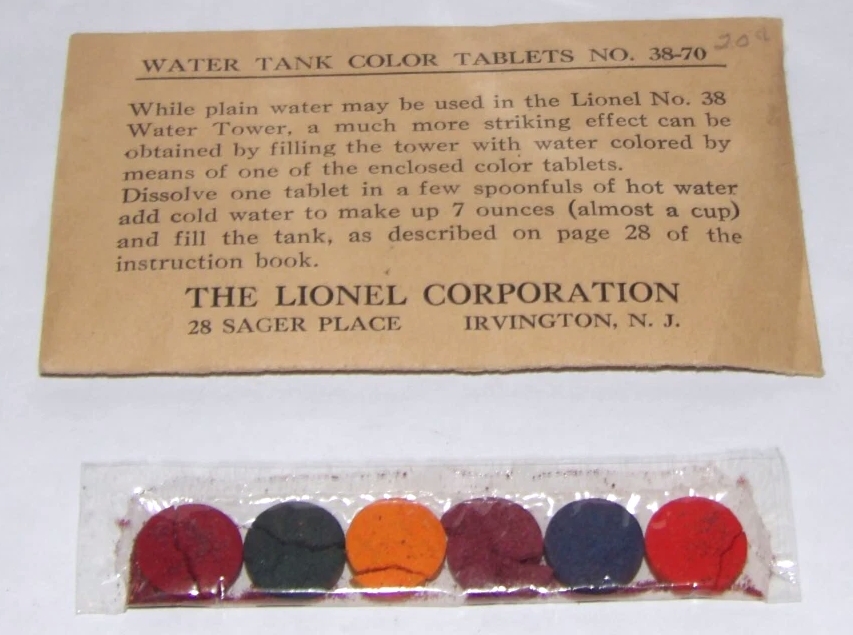 20¢
WATER TANK COLOR TABLETS NO. 38-70
While plain water may be used in the Lionel No. 38
Water Tower, a much more striking effect can be
obtained by filling the tower with water colored by
means of one of the enclosed color tablets.
Dissolve one tablet in a few spoonfuls of hot water
add cold water to make up 7 ounces (almost a cup)
and fill the tank, as described on page 28 of the
instruction book.
THE LIONEL CORPORATION
28 SAGER PLACE IRVINGTON, N. J.